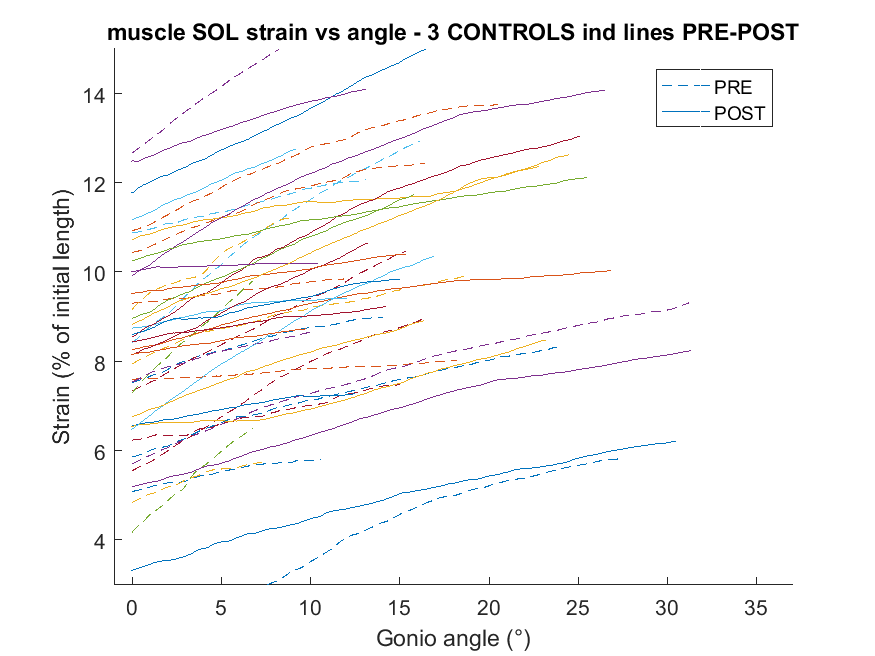 muscle SOL strain vs angle - 3 CONTROLS ind lines PRE-POST
PRE
POST
14
12
10
8
6
4
Strain (% of initial length)
0 5 10 15 20 25 30 35
Gonio angle (°)